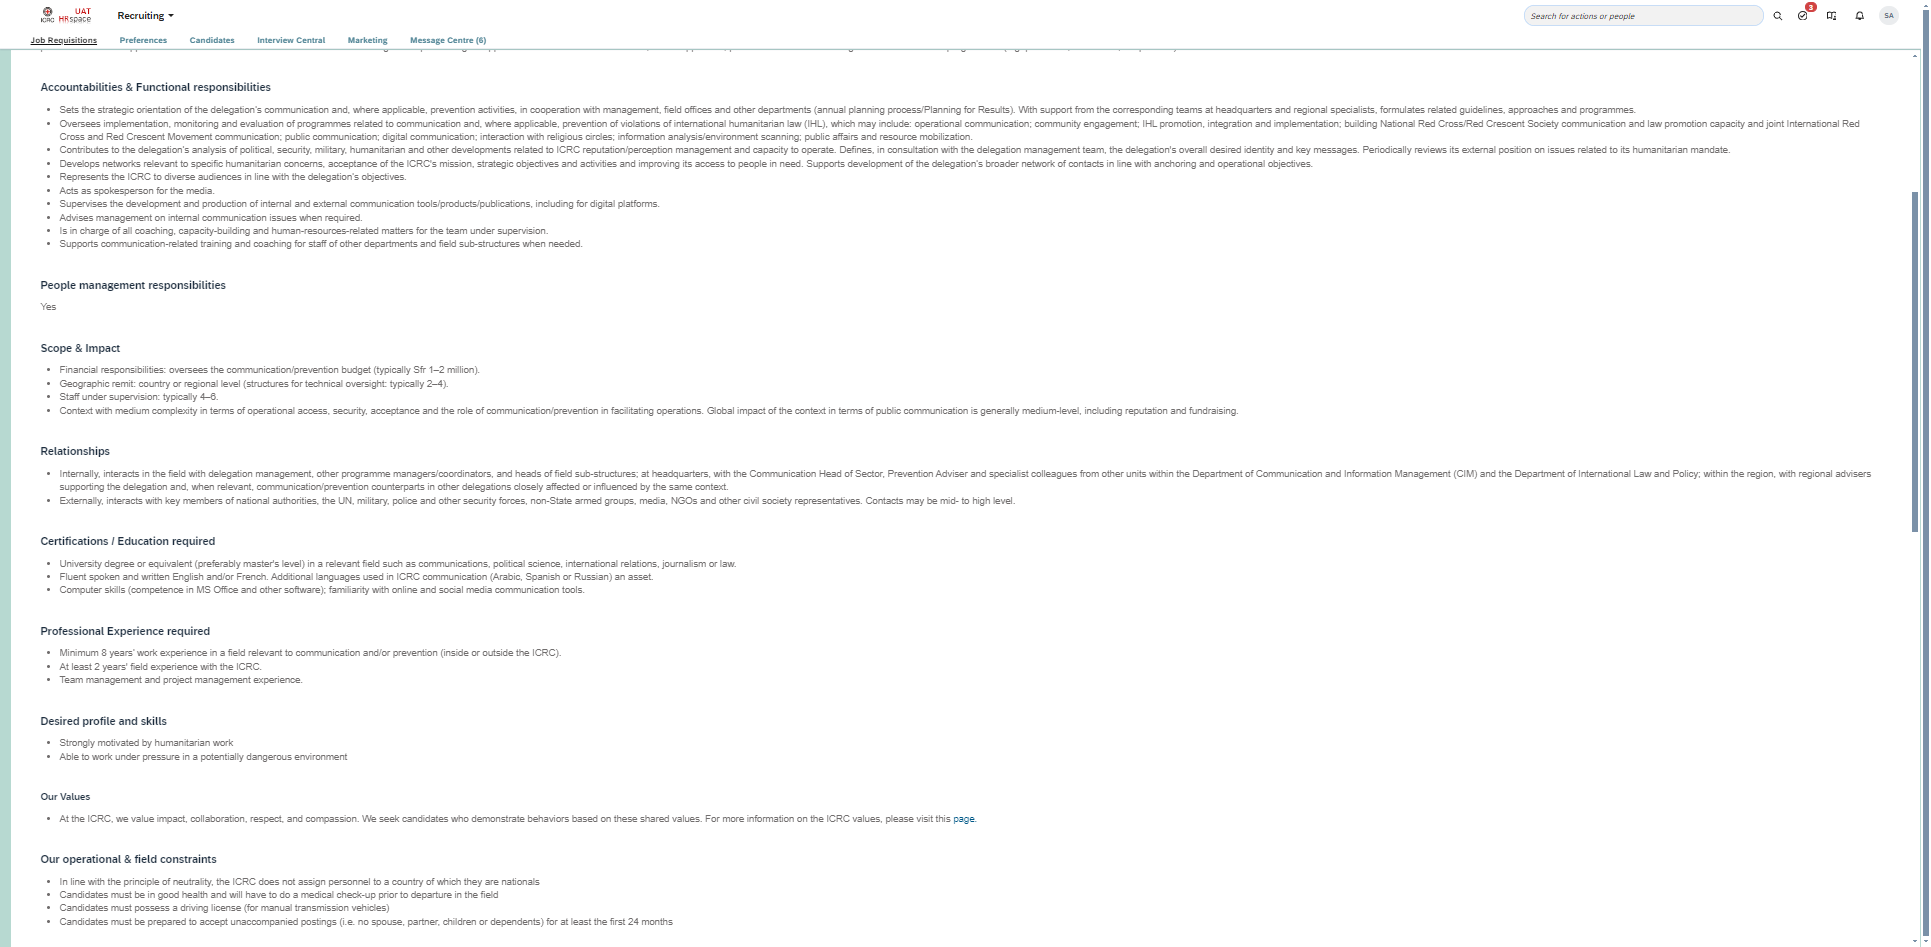 ICRC
UAT
HRspace
Recruiting
Search for actions or people
3
SA
Job Requisitions
Preferences
Candidates
Interview Central
Marketing
Message Centre (6)
Accountabilities & Functional responsibilities
Sets the strategic orientation of the delegation's communication and, where applicable, prevention activities, in cooperation with management, field offices and other departments (annual planning process/Planning for Results). With support from the corresponding teams at headquarters and regional specialists, formulates related guidelines, approaches and programmes.
Oversees implementation, monitoring and evaluation of programmes related to communication and, where applicable, prevention of violations of international humanitarian law (IHL), which may include: operational communication; community engagement; IHL promotion, integration and implementation; building National Red Cross/Red Crescent Society communication and law promotion capacity and joint International Red
Cross and Red Crescent Movement communication; public communication; digital communication; interaction with religious circles; information analysis/environment scanning; public affairs and resource mobilization.
Contributes to the delegation's analysis of political, security, military, humanitarian and other developments related to ICRC reputation/perception management and capacity to operate. Defines, in consultation with the delegation management team, the delegation's overall desired identity and key messages. Periodically reviews its external position on issues related to its humanitarian mandate.
Develops networks relevant to specific humanitarian concerns, acceptance of the ICRC's mission, strategic objectives and activities and improving its access to people in need. Supports development of the delegation's broader network of contacts in line with anchoring and operational objectives.
Represents the ICRC to diverse audiences in line with the delegation's objectives.
Acts as spokesperson for the media.
Supervises the development and production of internal and external communication tools/products/publications, including for digital platforms.
Advises management on internal communication issues when required.
Is in charge of all coaching, capacity-building and human-resources-related matters for the team under supervision.
Supports communication-related training and coaching for staff of other departments and field sub-structures when needed.
People management responsibilities
Yes
Scope & Impact
Financial responsibilities: oversees the communication/prevention budget (typically Sfr 1–2 million).
Geographic remit: country or regional level (structures for technical oversight: typically 2–4).
Staff under supervision: typically 4–6.
Context with medium complexity in terms of operational access, security, acceptance and the role of communication/prevention in facilitating operations. Global impact of the context in terms of public communication is generally medium-level, including reputation and fundraising.
Relationships
Internally, interacts in the field with delegation management, other programme managers/coordinators, and heads of field sub-structures; at headquarters, with the Communication Head of Sector, Prevention Adviser and specialist colleagues from other units within the Department of Communication and Information Management (CIM) and the Department of International Law and Policy; within the region, with regional advisers
supporting the delegation and, when relevant, communication/prevention counterparts in other delegations closely affected or influenced by the same context.
Externally, interacts with key members of national authorities, the UN, military, police and other security forces, non-State armed groups, media, NGOs and other civil society representatives. Contacts may be mid- to high level.
Certifications / Education required
University degree or equivalent (preferably master's level) in a relevant field such as communications, political science, international relations, journalism or law.
Fluent spoken and written English and/or French. Additional languages used in ICRC communication (Arabic, Spanish or Russian) an asset.
Computer skills (competence in MS Office and other software); familiarity with online and social media communication tools.
Professional Experience required
Minimum 8 years' work experience in a field relevant to communication and/or prevention (inside or outside the ICRC).
At least 2 years' field experience with the ICRC.
Team management and project management experience.
Desired profile and skills
Strongly motivated by humanitarian work
Able to work under pressure in a potentially dangerous environment
Our Values
At the ICRC, we value impact, collaboration, respect, and compassion. We seek candidates who demonstrate behaviors based on these shared values. For more information on the ICRC values, please visit this page.
Our operational & field constraints
In line with the principle of neutrality, the ICRC does not assign personnel to a country of which they are nationals
Candidates must be in good health and will have to do a medical check-up prior to departure in the field
Candidates must possess a driving license (for manual transmission vehicles)
Candidates must be prepared to accept unaccompanied postings (i.e. no spouse, partner, children or dependents) for at least the first 24 months